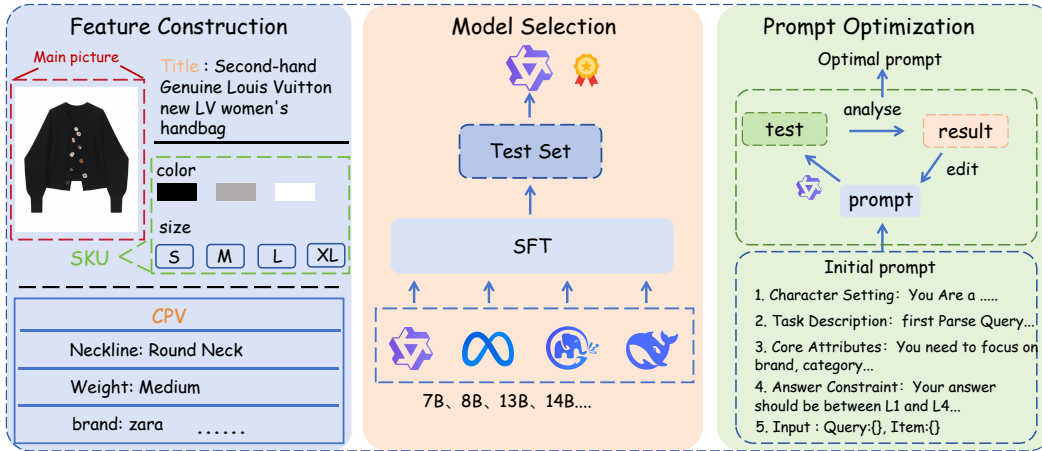 Feature Construction
Main picture
Title : Second-hand
Genuine Louis Vuitton
new LV women's
handbag
color
size
S M L XL
SKU
CPV
Neckline: Round Neck
Weight: Medium
brand: zara ......
Model Selection
Test Set
SFT
7B、8B、13B、14B....
Prompt Optimization
Optimal prompt
analyse
test
result
edit
prompt
Initial prompt
1. Character Setting： You Are a .....
2. Task Description： first Parse Query...
3. Core Attributes： You need to focus on
brand, category...
4. Answer Constraint： Your answer
should be between L1 and L4...
5. Input : Query:{}, Item:{}